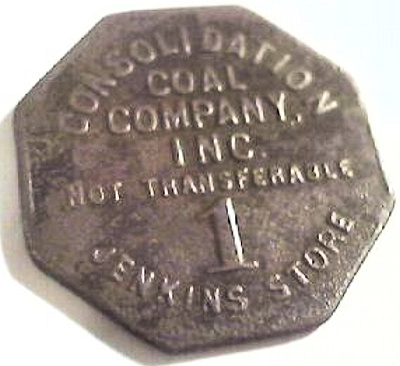 CONSOLIDATION
COAL
COMPANY,
INC.
NOT TRANSFERABLE
1
JENKINS STORE